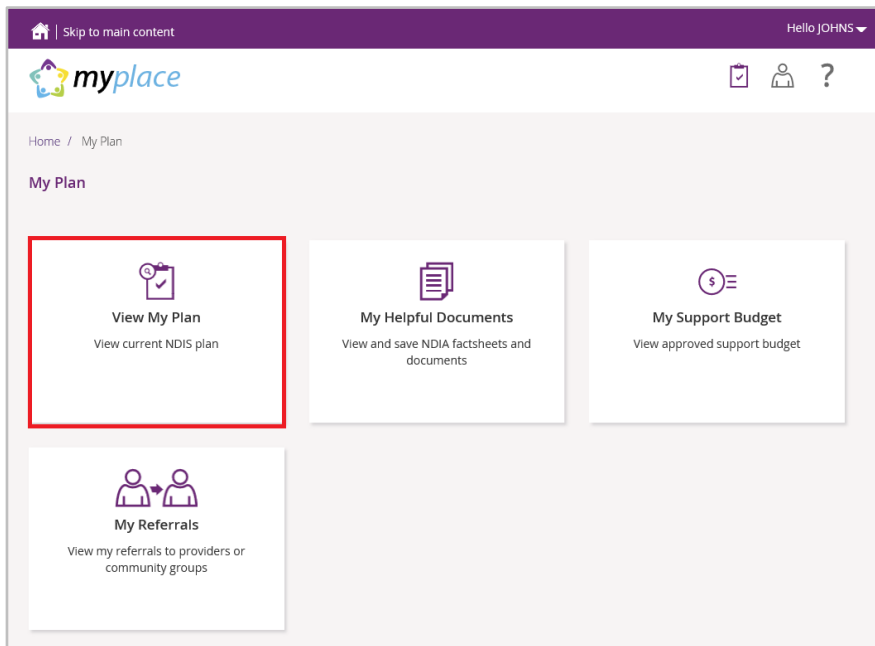 | Skip to main content
Hello JOHNS
myplace
?
Home / My Plan
My Plan
View My Plan
View current NDIS plan
My Helpful Documents
View and save NDIA factsheets and
documents
$
My Support Budget
View approved support budget
My Referrals
View my referrals to providers or
community groups